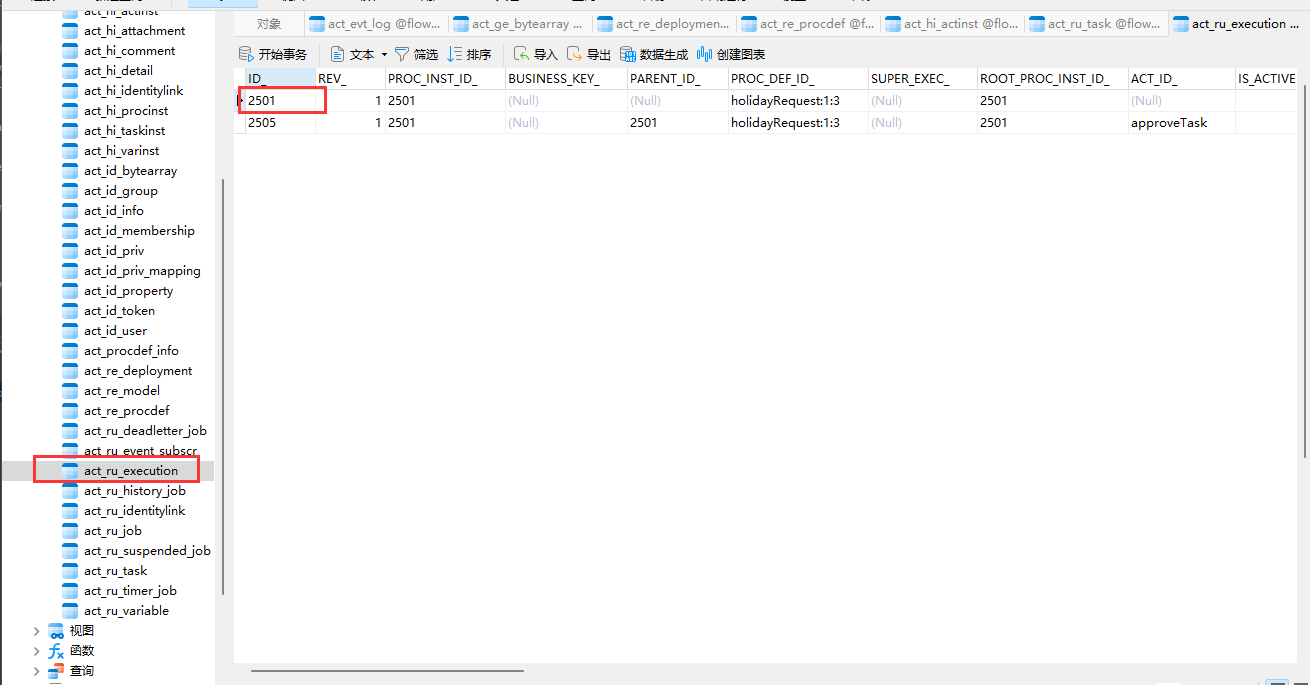 act_hi_actinst
act_hi_attachment
act_hi_comment
act_hi_detail
act_hi_identitylink
act_hi_procinst
act_hi_taskinst
act_hi_varinst
act_id_bytearray
act_id_group
act_id_info
act_id_membership
act_id_priv
act_id_priv_mapping
act_id_property
act_id_token
act_id_user
act_procdef_info
act_re_deployment
act_re_model
act_re_procdef
act_ru_deadletter_job
act_ru_event_subscr
act_ru_execution
act_ru_history_job
act_ru_identitylink
act_ru_job
act_ru_suspended_job
act_ru_task
act_ru_timer_job
act_ru_variable
视图
函数
查询
对象 act_evt_log @flow... act_ge_bytearray ... act_re_deploymen... act_re_procdef @f... act_hi_actinst @flo... act_ru_task @flow... act_ru_execution ...
开始事务 文本 筛选 排序 导入 导出 数据生成 创建图表
ID_ REV_ PROC_INST_ID_ BUSINESS_KEY_ PARENT_ID_ PROC_DEF_ID_ SUPER_EXEC_ ROOT_PROC_INST_ID_ ACT_ID_ IS_ACTIVE
2501 1 2501 (Null) (Null) holidayRequest:1:3 (Null) 2501 (Null)
2505 1 2501 (Null) 2501 holidayRequest:1:3 (Null) 2501 approveTask